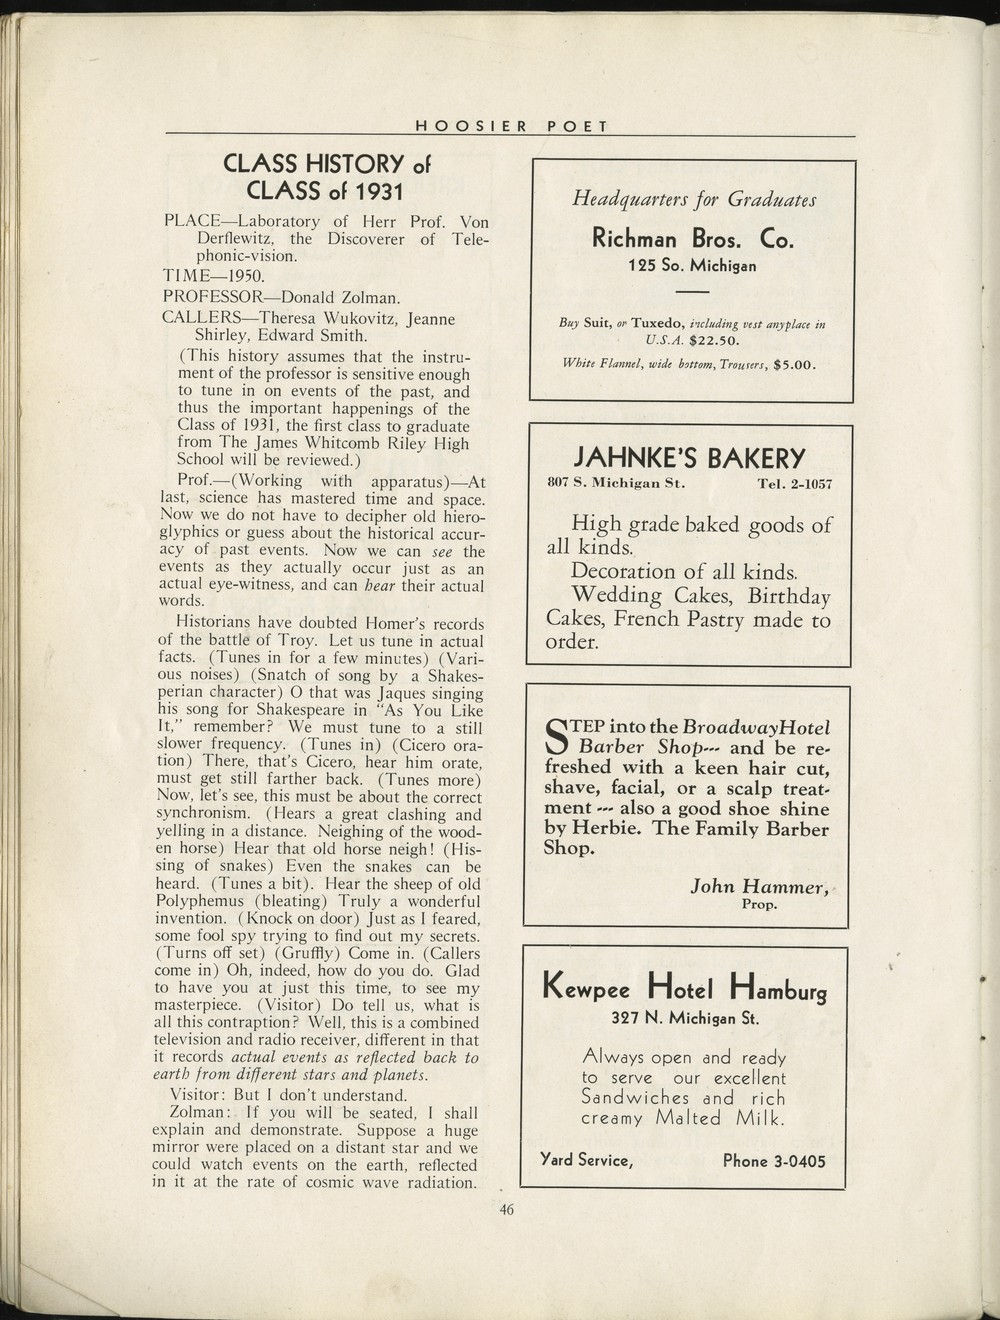 HOOSIER POET
CLASS HISTORY of
CLASS of 1931
PLACE—Laboratory of Herr Prof. Von
Derflewitz, the Discoverer of Tele-
phonic-vision.
TIME—1950.
PROFESSOR—Donald Zolman.
CALLERS—Theresa Wukovitz, Jeanne
Shirley, Edward Smith.
(This history assumes that the instru-
ment of the professor is sensitive enough
to tune in on events of the past, and
thus the important happenings of the
Class of 1931, the first class to graduate
from The James Whitcomb Riley High
School will be reviewed.)
Prof.—(Working with apparatus)—At
last, science has mastered time and space.
Now we do not have to decipher old hiero-
glyphics or guess about the historical accur-
acy of past events. Now we can see the
events as they actually occur just as an
actual eye-witness, and can hear their actual
words.
Historians have doubted Homer's records
of the battle of Troy. Let us tune in actual
facts. (Tunes in for a few minutes) (Vari-
ous noises) (Snatch of song by a Shakes-
perian character) O that was Jaques singing
his song for Shakespeare in "As You Like
It," remember? We must tune to a still
slower frequency. (Tunes in) (Cicero ora-
tion) There, that's Cicero, hear him orate,
must get still farther back. (Tunes more)
Now, let's see, this must be about the correct
synchronism. (Hears a great clashing and
yelling in a distance. Neighing of the wood-
en horse) Hear that old horse neigh! (His-
sing of snakes) Even the snakes can be
heard. (Tunes a bit). Hear the sheep of old
Polyphemus (bleating) Truly a wonderful
invention. (Knock on door) Just as I feared,
some fool spy trying to find out my secrets.
(Turns off set) (Gruffly) Come in. (Callers
come in) Oh, indeed, how do you do. Glad
to have you at just this time, to see my
masterpiece. (Visitor) Do tell us, what is
all this contraption? Well, this is a combined
television and radio receiver, different in that
it records actual events as reflected back to
earth from different stars and planets.
Visitor: But I don't understand.
Zolman: If you will be seated, I shall
explain and demonstrate. Suppose a huge
mirror were placed on a distant star and we
could watch events on the earth, reflected
in it at the rate of cosmic wave radiation.
Headquarters for Graduates
Richman Bros. Co.
125 So. Michigan
Buy Suit, or Tuxedo, including vest anyplace in
U.S.A. $22.50.
White Flannel, wide bottom, Trousers, $5.00.
JAHNKE'S BAKERY
807 S. Michigan St. Tel. 2-1057
High grade baked goods of
all kinds.
Decoration of all kinds.
Wedding Cakes, Birthday
Cakes, French Pastry made to
order.
STEP into the BroadwayHotel
Barber Shop--- and be re-
freshed with a keen hair cut,
shave, facial, or a scalp treat-
ment --- also a good shoe shine
by Herbie. The Family Barber
Shop.
John Hammer,
Prop.
Kewpee Hotel Hamburg
327 N. Michigan St.
Always open and ready
to serve our excellent
Sandwiches and rich
creamy Malted Milk.
Yard Service, Phone 3-0405
46